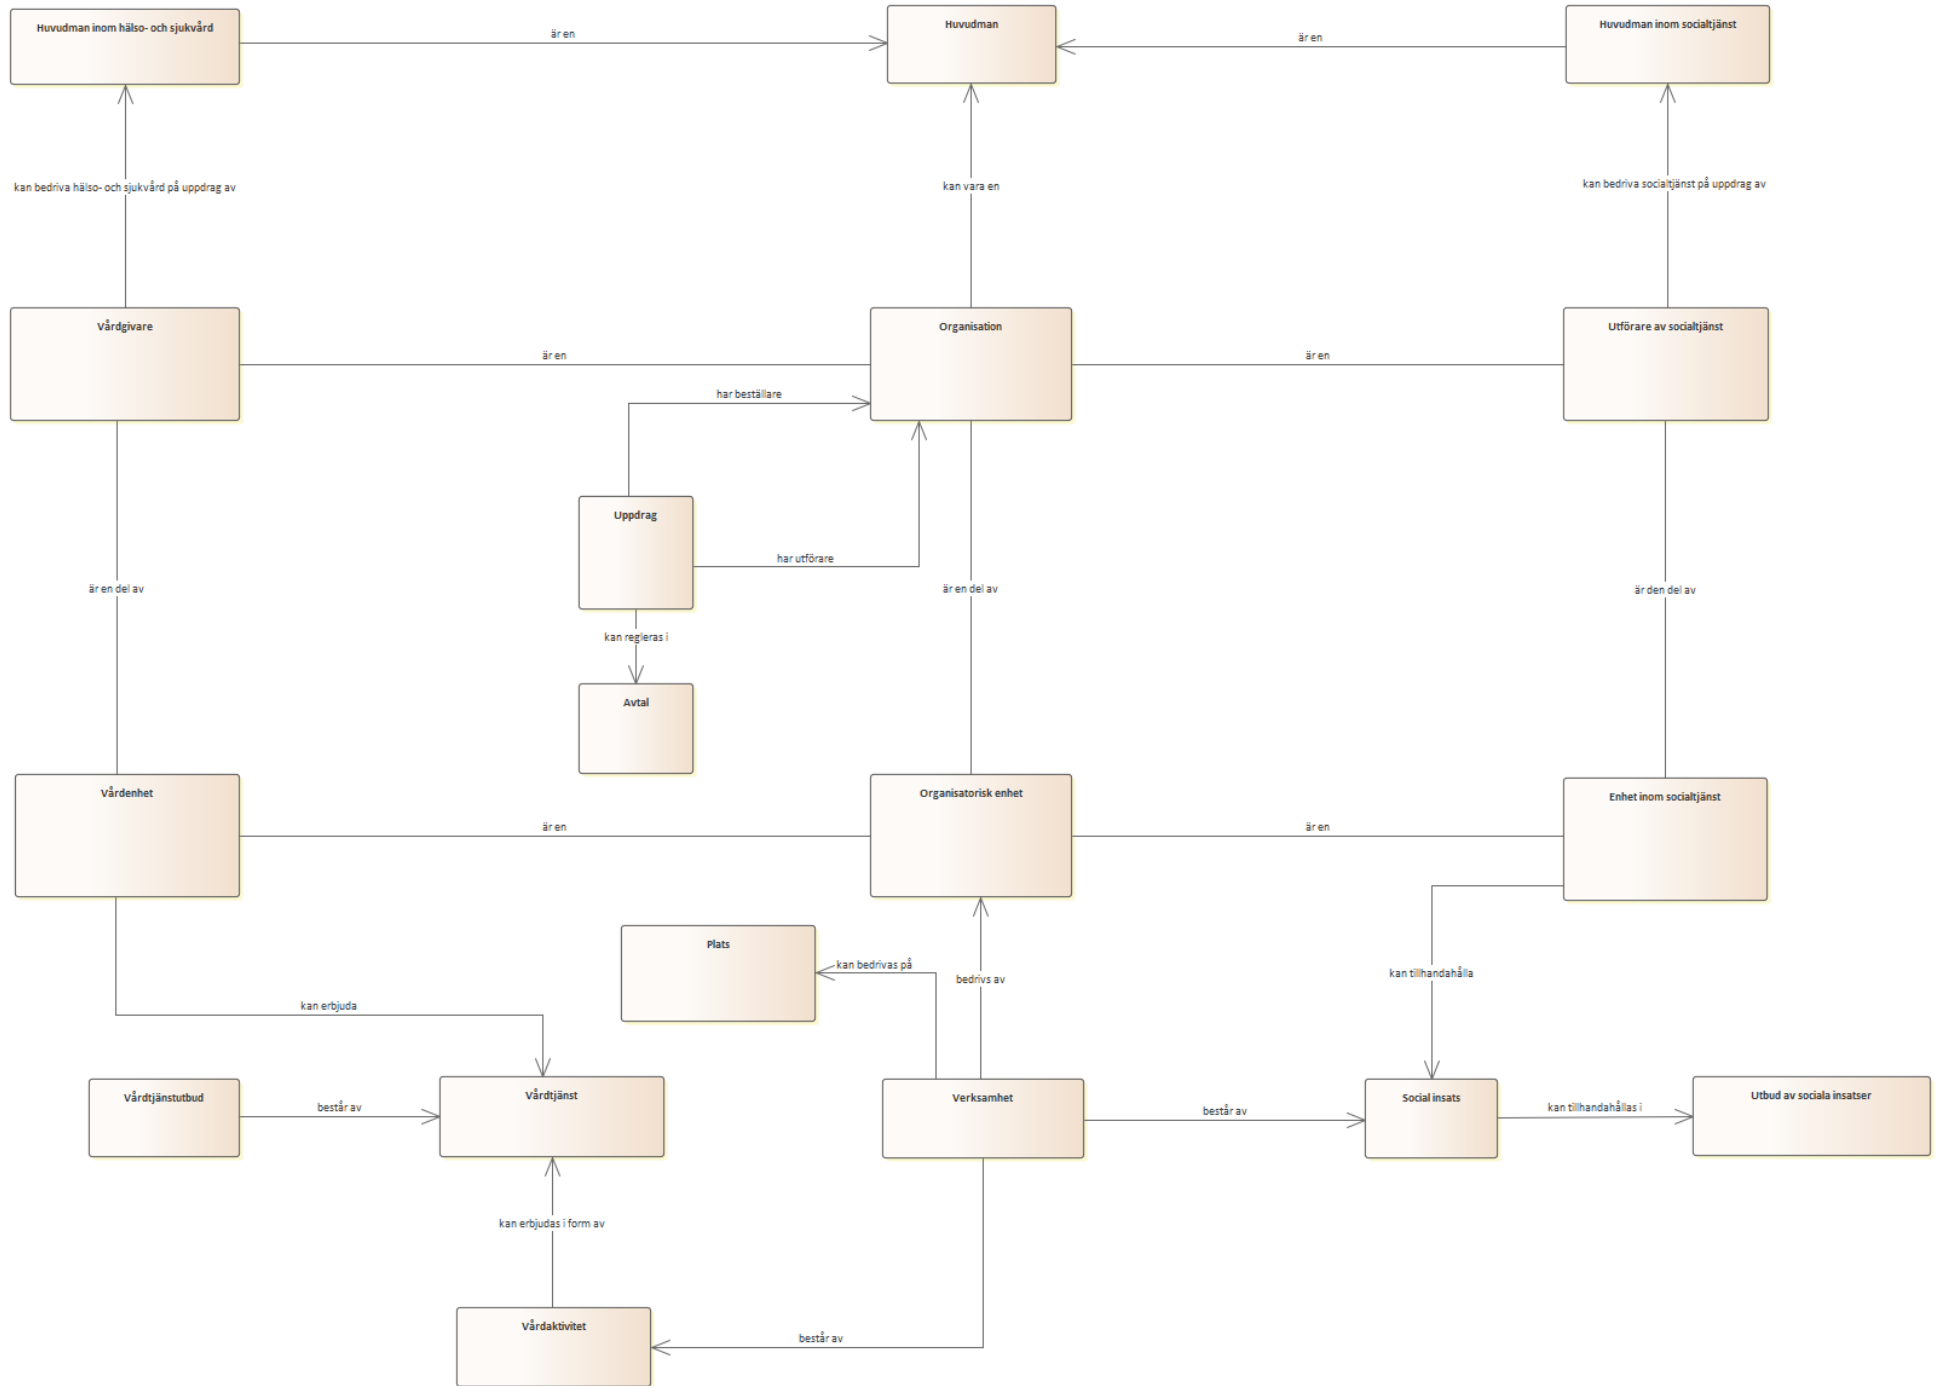 Huvudman inom hälso- och sjukvård
Huvudman
Huvudman inom socialtjänst
är en
är en
kan bedriva hälso- och sjukvård på uppdrag av
kan vara en
kan bedriva socialtjänst på uppdrag av
Vårdgivare
Organisation
Utförare av socialtjänst
är en
är en
har beställare
Uppdrag
har utförare
är en del av
är en del av
är den del av
kan regleras i
Avtal
Vårdenhet
Organisatorisk enhet
Enhet inom socialtjänst
är en
är en
Plats
kan bedrivas på
bedrivs av
kan tillhandahålla
kan erbjuda
Vårdtjänstutbud
består av
Vårdtjänst
Verksamhet
består av
Social insats
kan tillhandahållas i
Utbud av sociala insatser
kan erbjudas i form av
Vårdaktivitet
består av